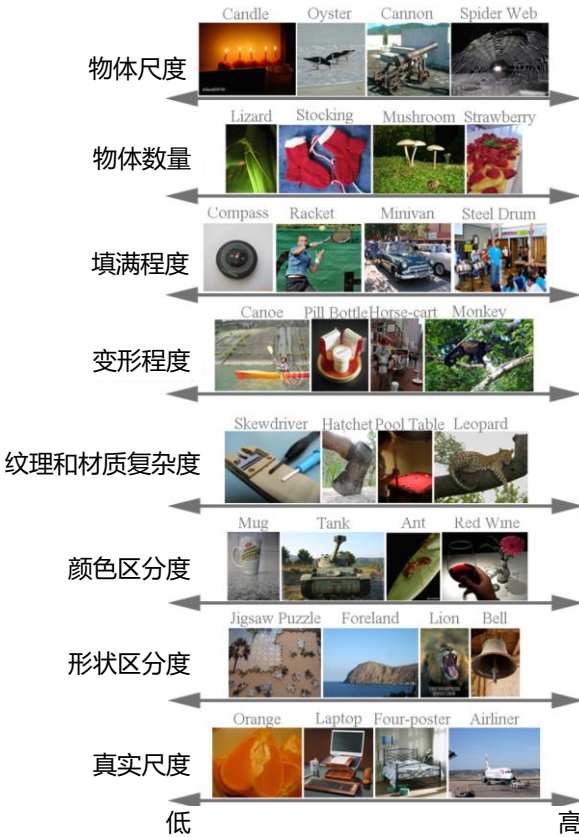 Candle Oyster Cannon Spider Web
物体尺度
Lizard Stocking Mushroom Strawberry
物体数量
Compass Racket Minivan Steel Drum
填满程度
Canoe Pill Bottle Horse-cart Monkey
变形程度
Skewdriver Hatchet Pool Table Leopard
纹理和材质复杂度
Mug Tank Ant Red Wine
颜色区分度
Jigsaw Puzzle Foreland Lion Bell
形状区分度
Orange Laptop Four-poster Airliner
真实尺度
低 高